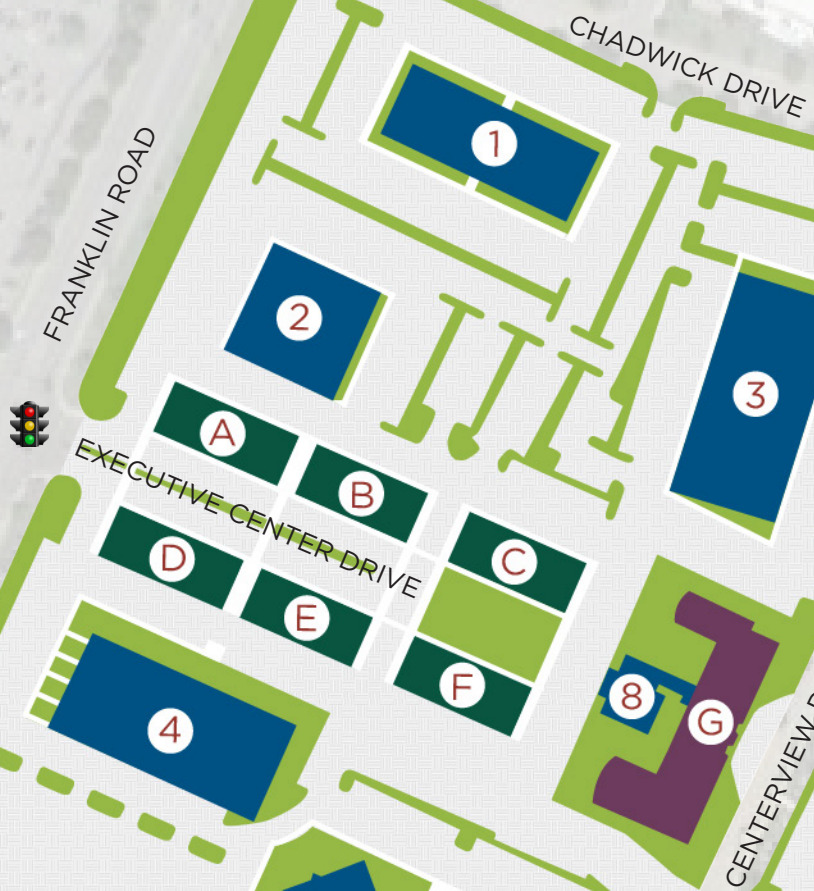 CHADWICK DRIVE
1
FRANKLIN ROAD
2
3
A
B
EXECUTIVE CENTER DRIVE
C
D
E
F
8
G
4
CENTERVIEW